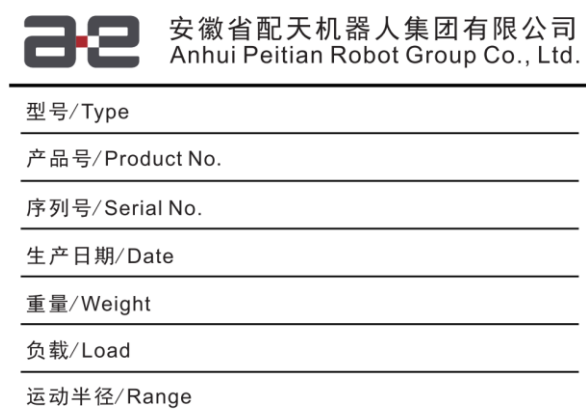 ae
安徽省配天机器人集团有限公司
Anhui Peitian Robot Group Co., Ltd.
型号/Type
产品号/Product No.
序列号/Serial No.
生产日期/Date
重量/Weight
负载/Load
运动半径/Range